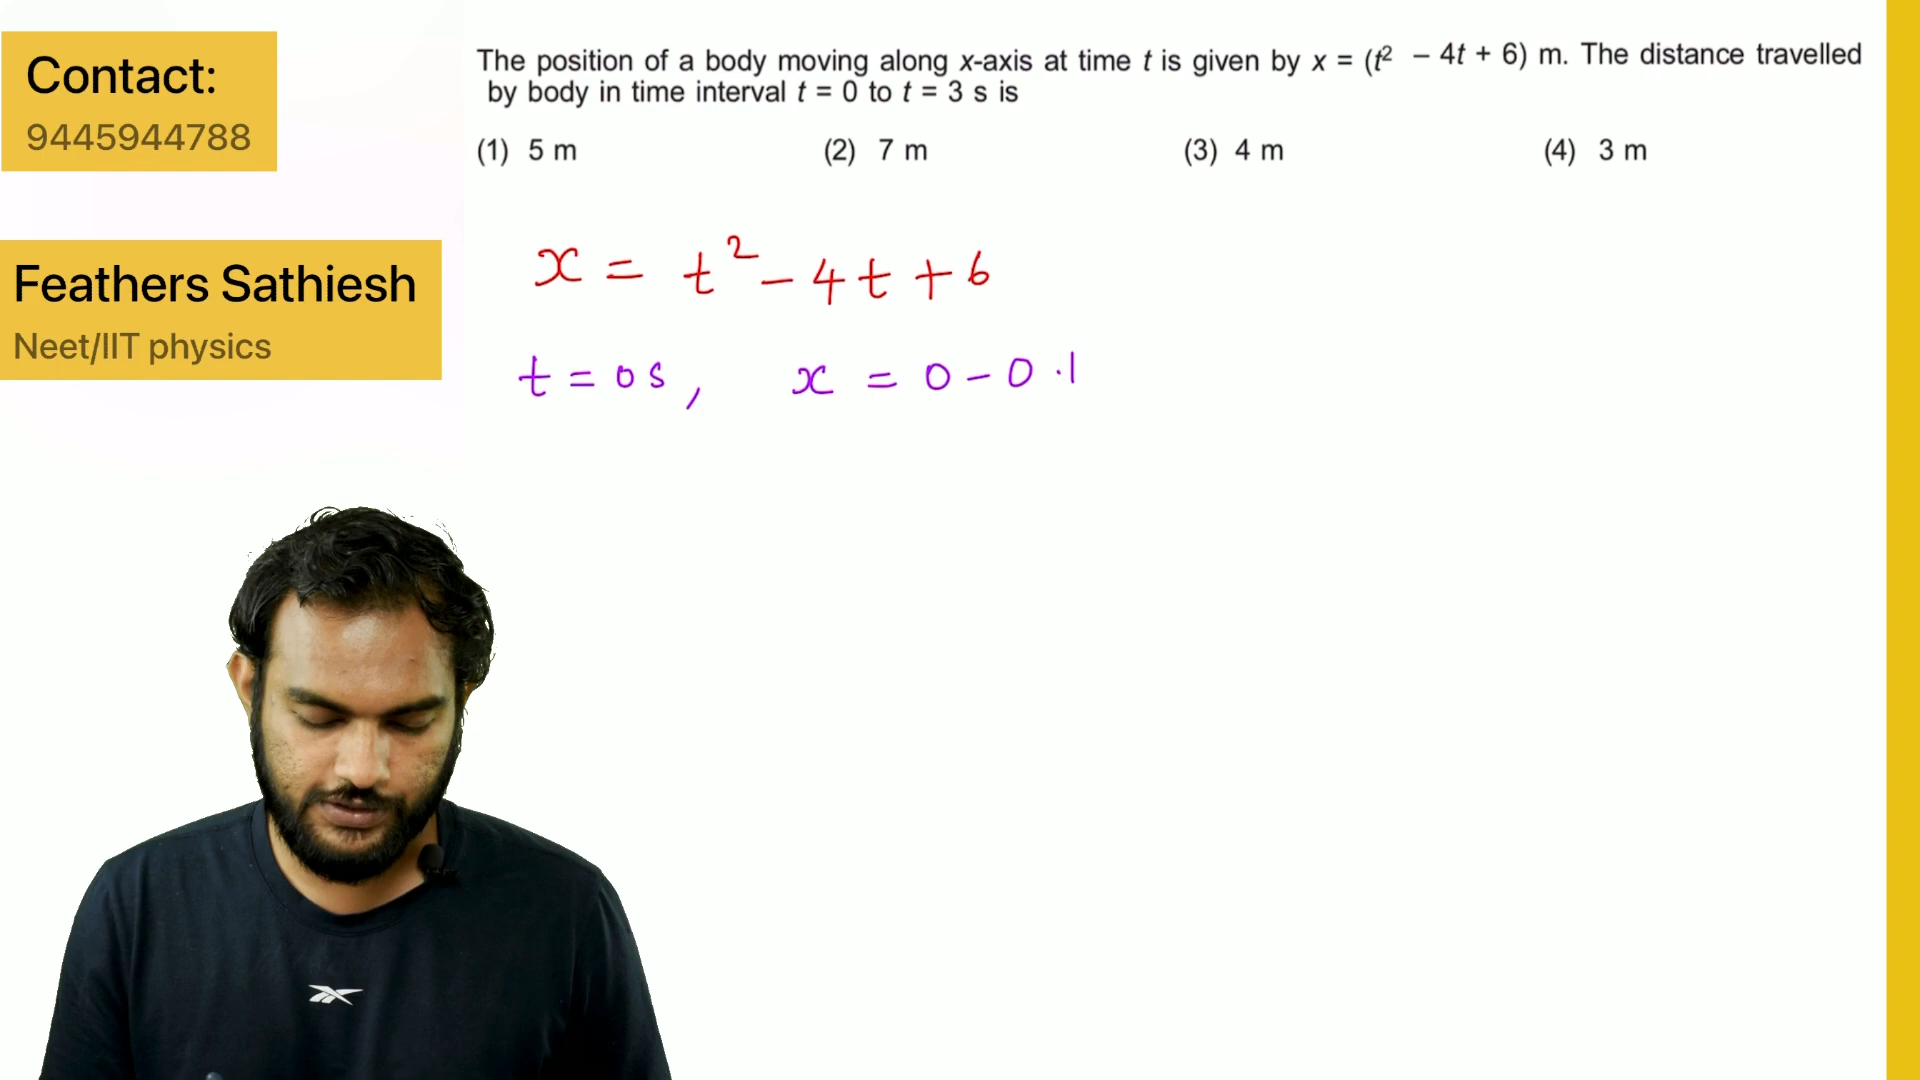 Contact:
9445944788
Feathers Sathiesh
Neet/IIT physics
The position of a body moving along x-axis at time t is given by x = (t² − 4t + 6) m. The distance travelled
by body in time interval t = 0 to t = 3 s is
(1) 5 m (2) 7 m (3) 4 m (4) 3 m
x = t² − 4t + 6
t = 0s, x = 0 − 0 .